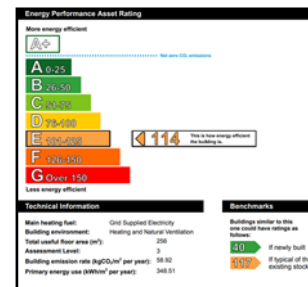 Energy Performance Asset Rating
More energy efficient
A+
Net zero CO₂ emissions
A 0-25
B 26-50
C 51-75
D 76-100
E 101-125
114 This is how energy efficient the building is.
F 126-150
G Over 150
Less energy efficient
Technical Information
Main heating fuel: Grid Supplied Electricity
Building environment: Heating and Natural Ventilation
Total useful floor area (m²): 256
Assessment Level: 3
Building emission rate (kgCO₂/m² per year): 58.92
Primary energy use (kWh/m² per year): 348.51
Benchmarks
Buildings similar to this
one could have ratings as
follows:
40 If newly built
117 If typical of the
existing stock